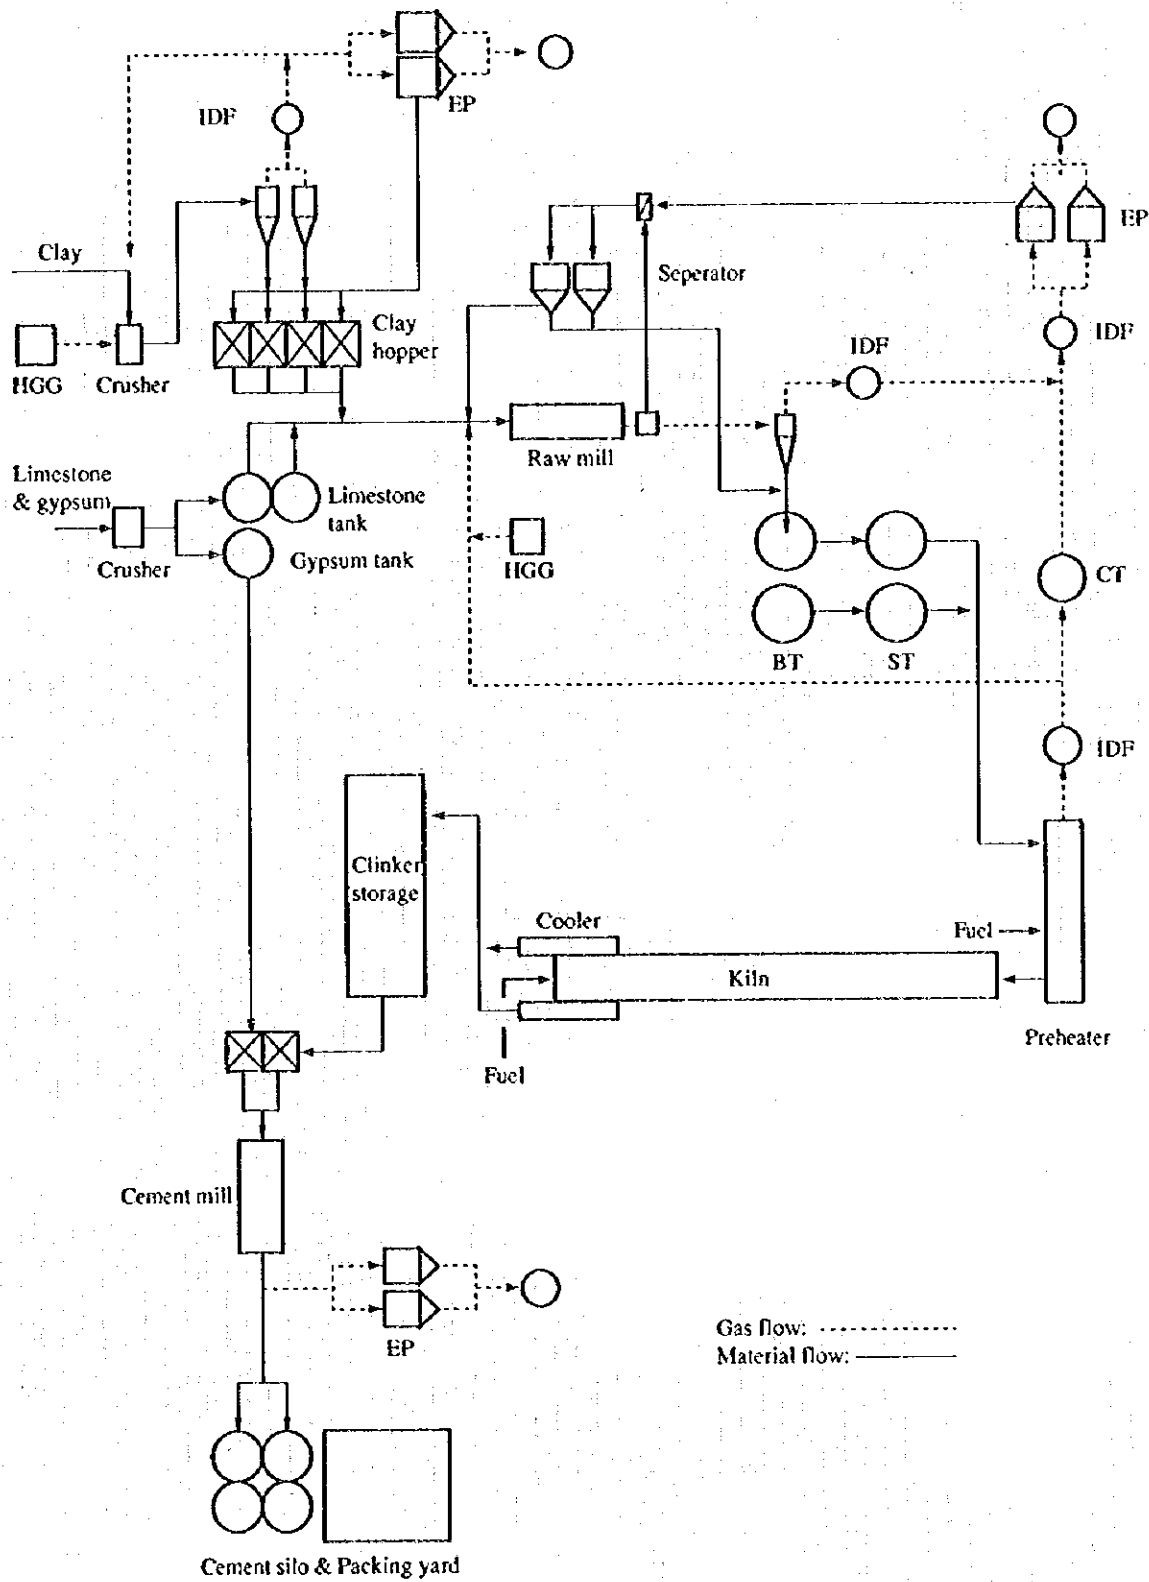 EP
IDF
EP
Clay
Seperator
Clay
hopper
IDF
IDF
HGG
Crusher
Raw mill
Limestone
& gypsum
Limestone
tank
Crusher
Gypsum tank
HGG
CT
BT
ST
IDF
Clinker
storage
Cooler
Fuel
Kiln
Preheater
Fuel
Cement mill
Gas flow:
EP
Material flow:
Cement silo & Packing yard